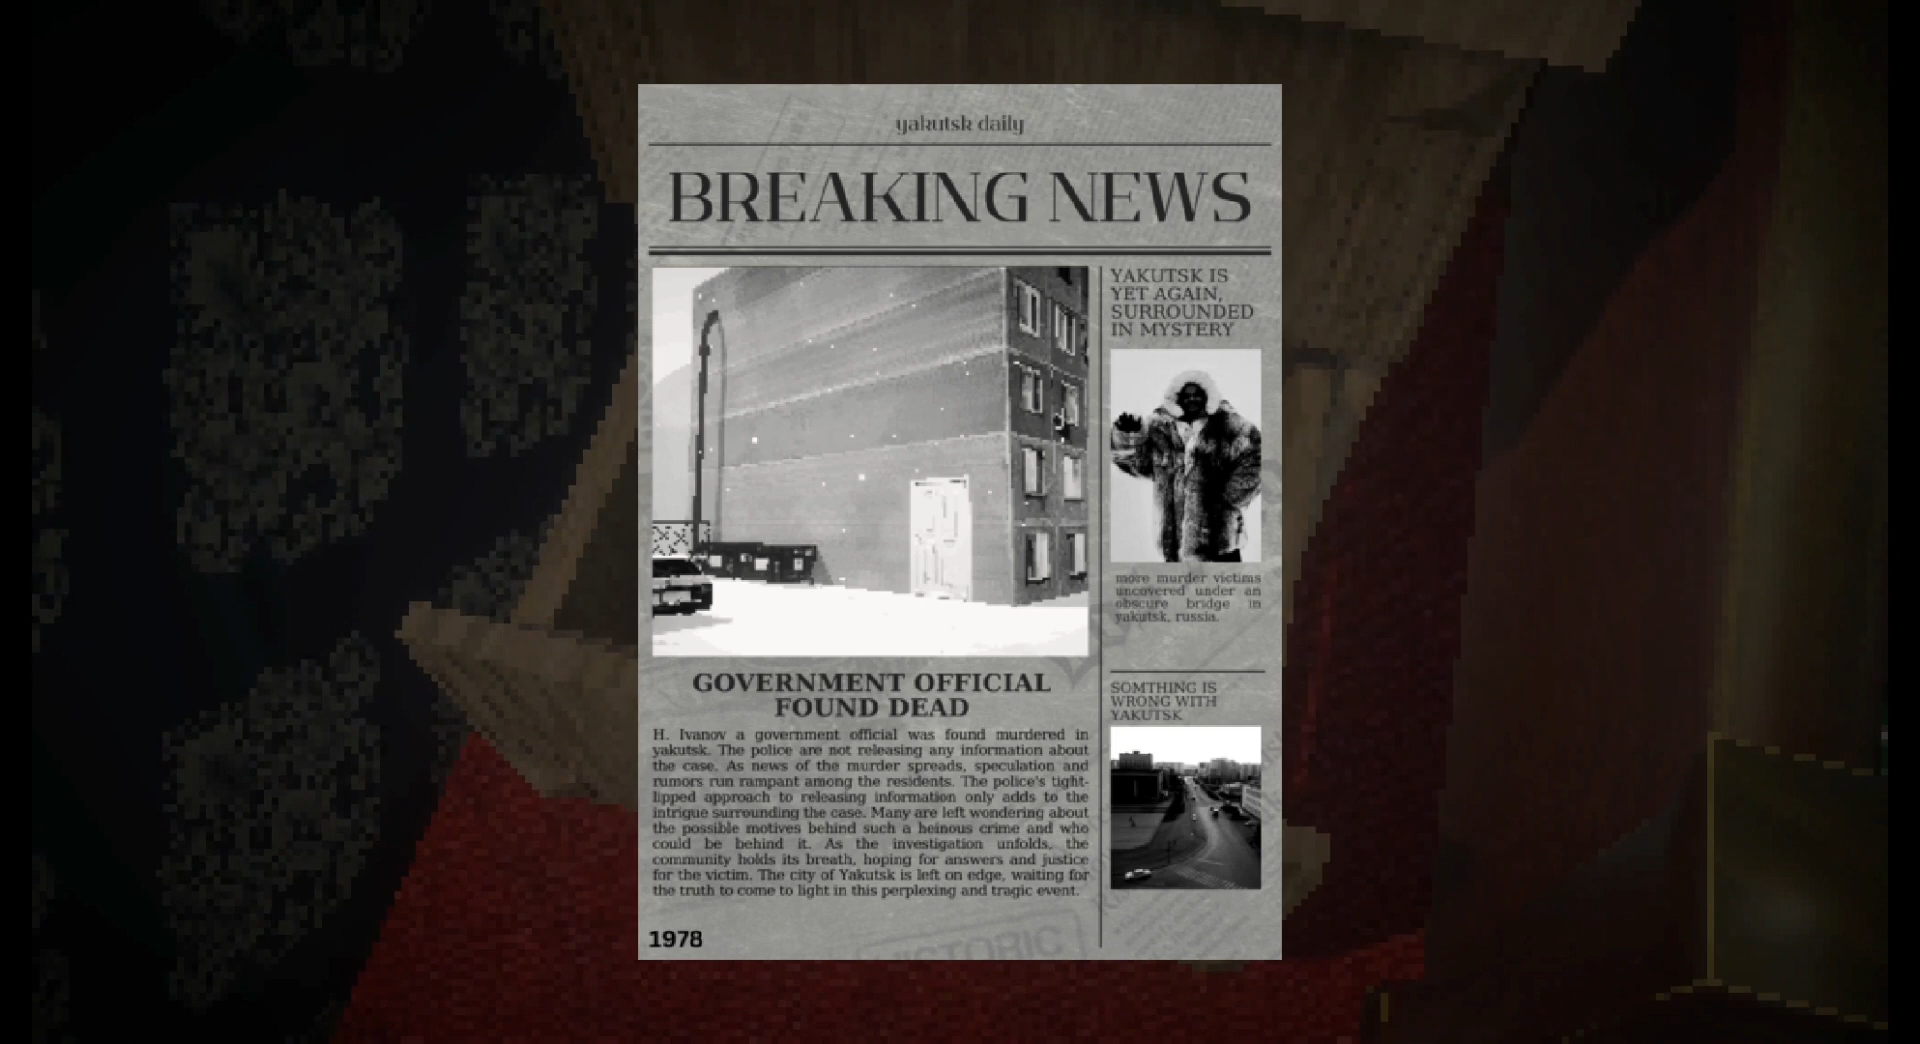 yakutsk daily
BREAKING NEWS
GOVERNMENT OFFICIAL
FOUND DEAD
H. Ivanov a government official was found murdered in
yakutsk. The police are not releasing any information about
the case. As news of the murder spreads, speculation and
rumors run rampant among the residents. The police's tight-
lipped approach to releasing information only adds to the
intrigue surrounding the case. Many are left wondering about
the possible motives behind such a heinous crime and who
could be behind it. As the investigation unfolds, the
community holds its breath, hoping for answers and justice
for the victim. The city of Yakutsk is left on edge, waiting for
the truth to come to light in this perplexing and tragic event.
1978
YAKUTSK IS
YET AGAIN,
SURROUNDED
IN MYSTERY
more murder victims
uncovered under an
obscure bridge in
yakutsk, russia.
SOMTHING IS
WRONG WITH
YAKUTSK